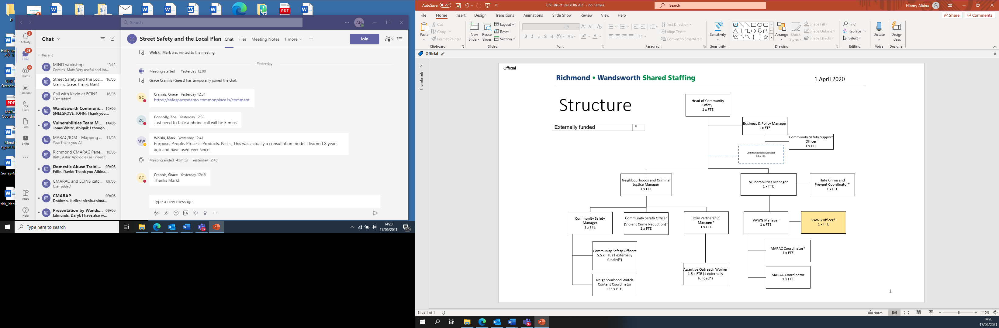 D
Holly Jon
ASC 1.
DHR T
Overview
PDF
MARA
Coordin
Minute
typed DR
Surrey-M
risk_ident
PDF
Search
AH
Activity
5
Chat
58
Teams
Calendar
Calls
Files
Shifts
Apps
Help
Chat
Recent
MIND workshop 13:13
Comins, Matt: Very useful and int...
Street Safety and the Loc... 16/06
Crannis, Grace: Thanks Mark!
Call with Kevin at ECINS 16/06
User added
Wandsworth Communi... 15/06
SNELGROVE, JOHN: Thank you...
Vulnerabilities Team M... 14/06
Jonas White, Abigail: I though...
MARAC/IOM - Mapping ... 11/06
You: Thank you All
Richmond CMARAC Pane... 10/06
Ratti, Asha: Apologies as I need t...
Domestic Abuse Traini... 09/06
Edlin, David: Thank you Albina...
CMARAC and ECINS catc... 09/06
User added
CMARAP 09/06
Dookran, Judica: nicola.colma...
Presentation by Wands... 09/06
Edmunds, Daryl: I have also w...
Street Safety and the Local Plan Chat Files Meeting Notes 1 more Join 9
Wolski, Mark was invited to the meeting.
Yesterday
Meeting started Yesterday 12:00
Grace Crannis (Guest) has temporarily joined the chat.
GC
Crannis, Grace Yesterday 12:31
https://safespacesdemo.commonplace.is/comment
ZC
Connolly, Zoe Yesterday 12:33
Just need to take a phone call will be 5 mins
MW
Wolski, Mark Yesterday 12:41
Purpose, People, Process, Products, Pace... This was actually a consultation model I learned X years
ago and have used ever since!
Meeting ended 45m 5s Yesterday 12:45
GC
Crannis, Grace Yesterday 12:46
Thanks Mark!
Type a new message
Type here to search
9+
14:20
17/06/2021
25
AutoSave Off
CSS structure 08.06.2021 - no names
Search
Hiorns, Albina
File Home Insert Design Transitions Animations Slide Show Review View Help
Share Comments
Paste
Cut
Copy
Format Painter
Clipboard
New
Slide
Reuse
Slides
Layout
Reset
Section
Slides
9
Font
Text Direction
Align Text
Convert to SmartArt
Paragraph
Sensitivity
Sensitivity
Arrange
Quick
Styles
Shape Fill
Shape Outline
Shape Effects
Drawing
Find
Replace
Select
Editing
Dictate
Voice
Design
Ideas
Designer
Official
Thumbnails
Official
Richmond • Wandsworth Shared Staffing
1 April 2020
Structure
Externally funded *
Head of Community
Safety
1 x FTE
Business & Policy Manager
1 x FTE
Community Safety Support
Officer
1 x FTE
Communications Manager
0.6 x FTE
Neighbourhoods and Criminal
Justice Manager
1 x FTE
Vulnerabilities Manager
1 x FTE
Hate Crime and
Prevent Coordinator*
1 x FTE
Community Safety
Manager
1 x FTE
Community Safety Officer
(Violent Crime Reduction)*
1 x FTE
IOM Partnership
Manager*
1 x FTE
VAWG Manager
1 x FTE
VAWG officer*
1 x FTE
Community Safety Officers
5.5 x FTE (1 externally
funded*)
Neighbourhood Watch
Content Coordinator
0.5 x FTE
Assertive Outreach Worker
1.5 x FTE (1 externally
funded*)
MARAC Coordinator*
1 x FTE
MARAC Coordinator
1 x FTE
1
Slide 1 of 1
Notes
110%
9+
14:20
17/06/2021